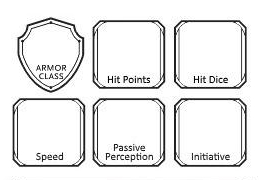 ARMOR
CLASS
Hit Points
Hit Dice
Speed
Passive
Perception
Initiative